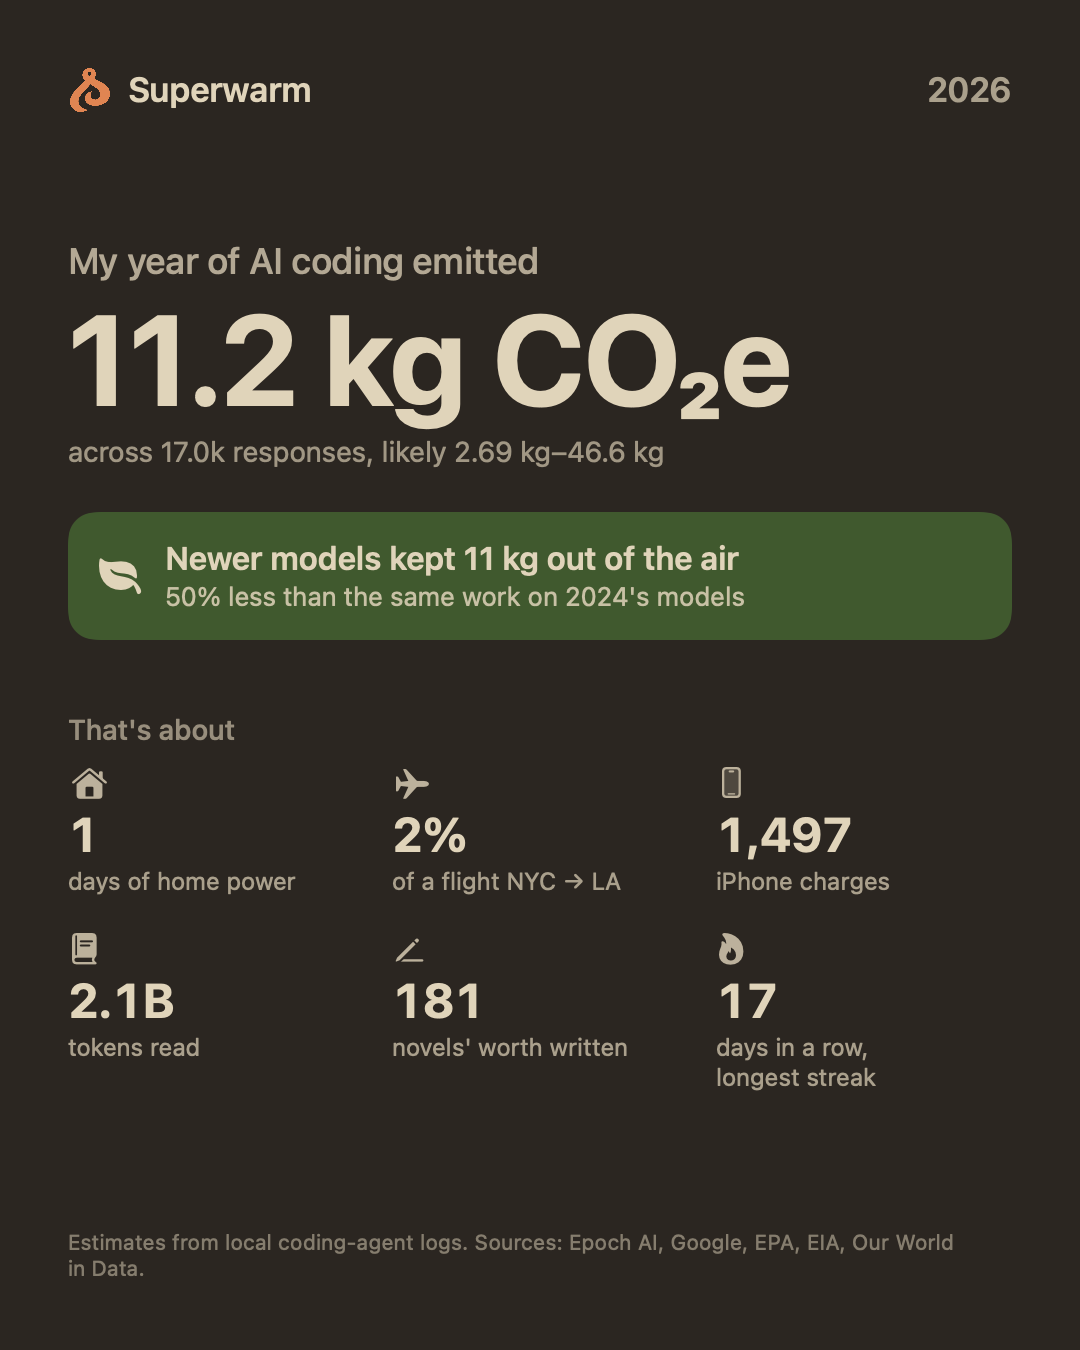 Superwarm
2026
My year of AI coding emitted
11.2 kg CO₂e
across 17.0k responses, likely 2.69 kg–46.6 kg
Newer models kept 11 kg out of the air
50% less than the same work on 2024's models
That's about
1
days of home power
2%
of a flight NYC → LA
1,497
iPhone charges
2.1B
tokens read
181
novels' worth written
17
days in a row,
longest streak
Estimates from local coding-agent logs. Sources: Epoch AI, Google, EPA, EIA, Our World
in Data.